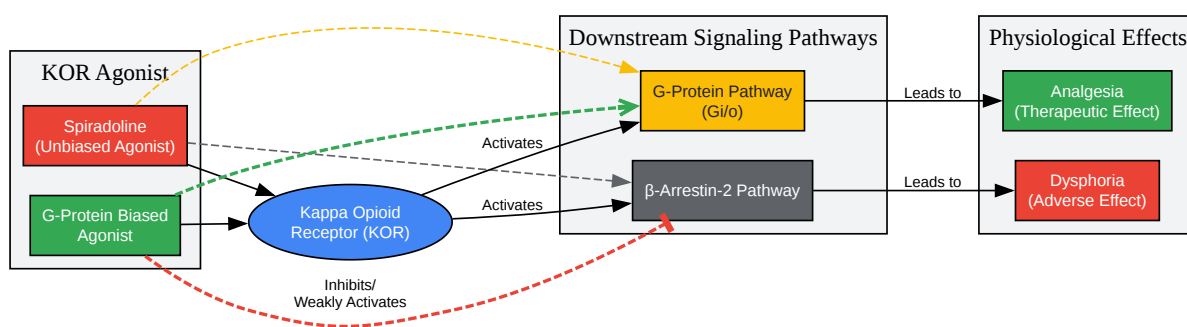 KOR Agonist
Spiradoline
(Unbiased Agonist)
G-Protein Biased
Agonist
Kappa Opioid
Receptor (KOR)
Inhibits/
Weakly Activates
Activates
Activates
Downstream Signaling Pathways
G-Protein Pathway
(Gi/o)
β-Arrestin-2 Pathway
Leads to
Leads to
Physiological Effects
Analgesia
(Therapeutic Effect)
Dysphoria
(Adverse Effect)